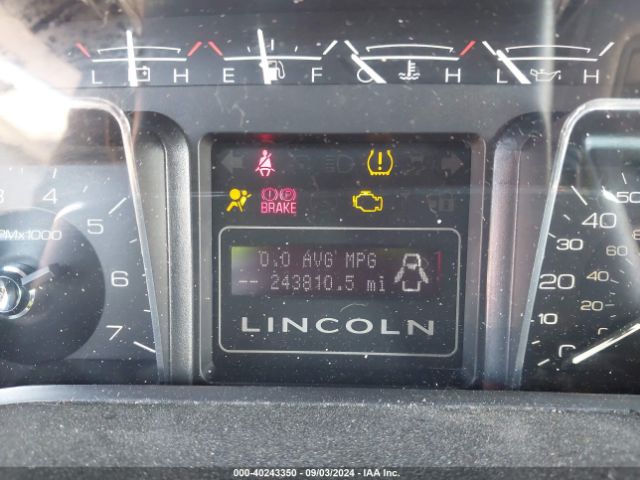 L H E F C H L H
3 4 5 6 7
RPMx1000
BRAKE
0.0 AVG MPG
-- 243810.5 mi
LINCOLN
50 40 30 20 10
60 40 20
000-40243350 - 09/03/2024 - IAA Inc.